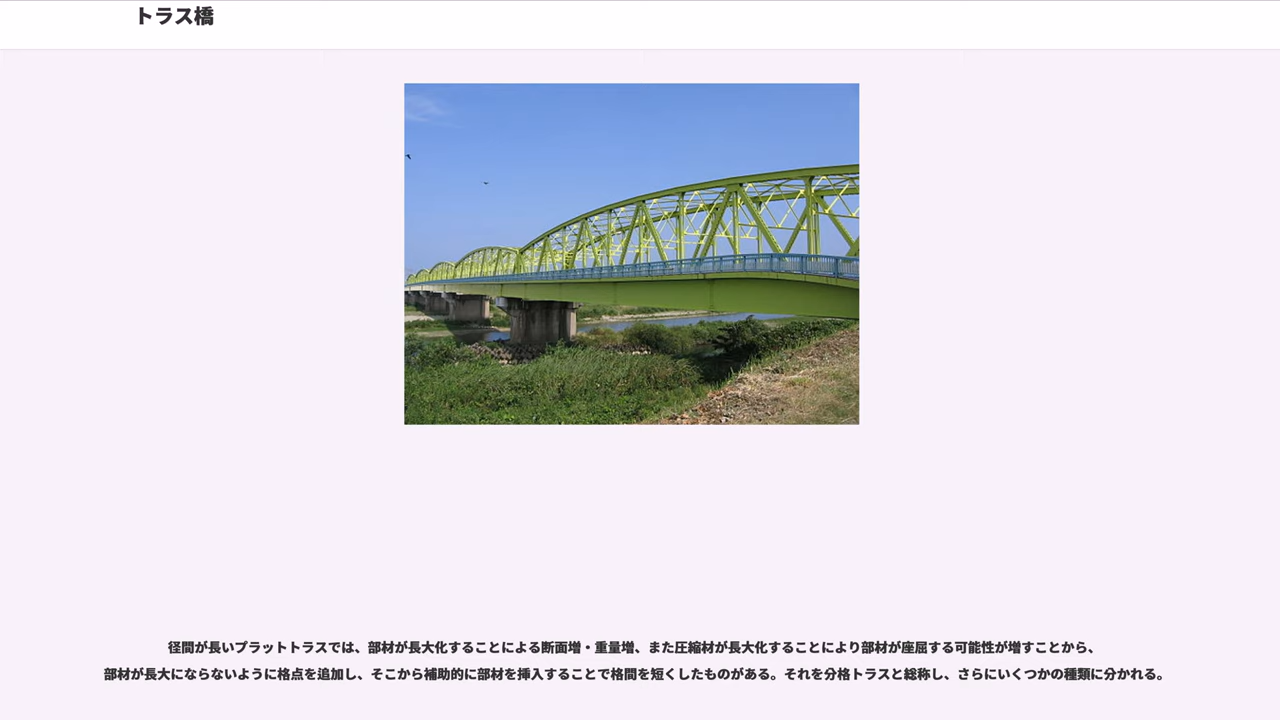 トラス橋
径間が長いプラットトラスでは、部材が長大化することによる断面増・重量増、また圧縮材が長大化することにより部材が座屈する可能性が増すことから、
部材が長大にならないように格点を追加し、そこから補助的に部材を挿入することで格間を短くしたものがある。それを分格トラスと総称し、さらにいくつかの種類に分かれる。